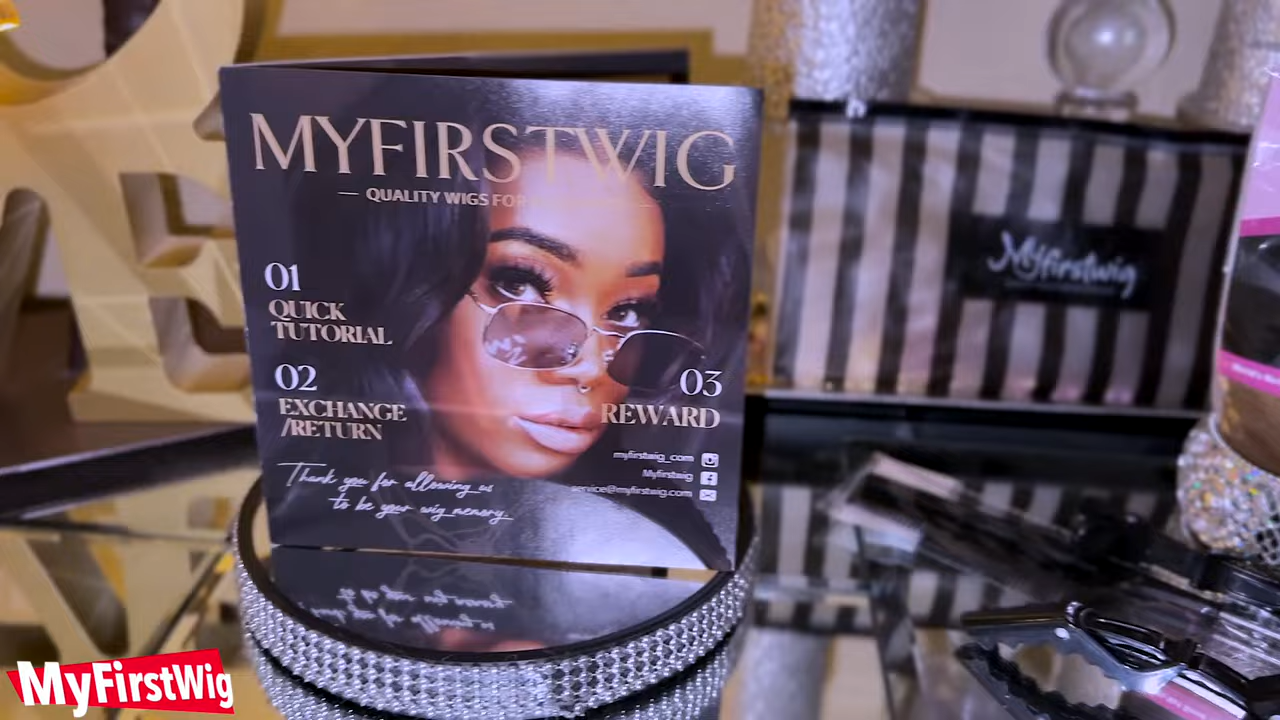 MYFIRSTWIG
QUALITY WIGS FOR
01
QUICK
TUTORIAL
02
EXCHANGE
/RETURN
03
REWARD
myfirstwig_com
Myfirstwig
service@myfirstwig.com
Thank you for allowing us
to be your wig memory.
Myfirstwig
MyFirstWig